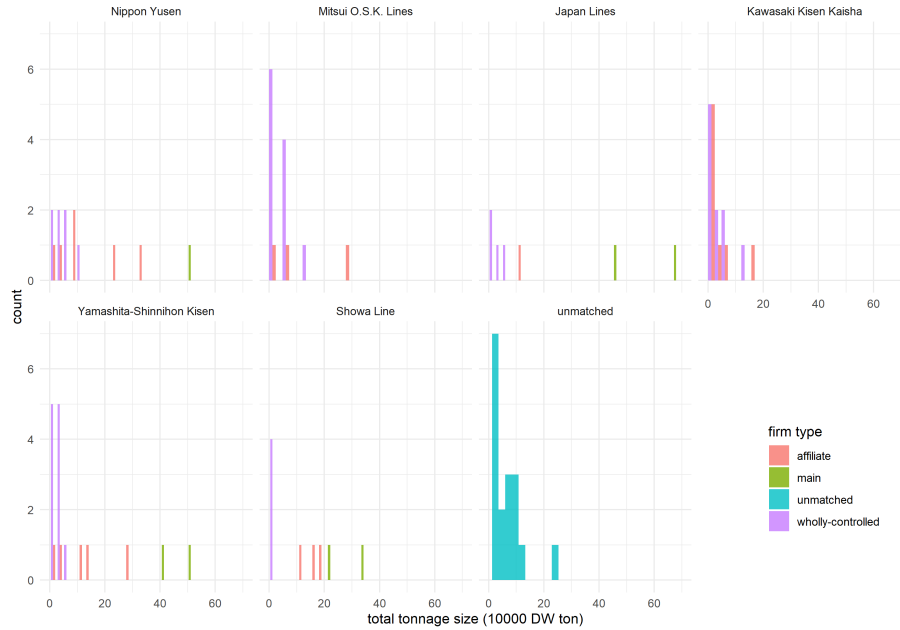 Nippon Yusen Mitsui O.S.K. Lines Japan Lines Kawasaki Kisen Kaisha
6
4
2
0
0 20 40 60
Yamashita-Shinnihon Kisen Showa Line unmatched
count
6
4
2
0
firm type
affiliate
main
unmatched
wholly-controlled
0 20 40 60 0 20 40 60 0 20 40 60
total tonnage size (10000 DW ton)